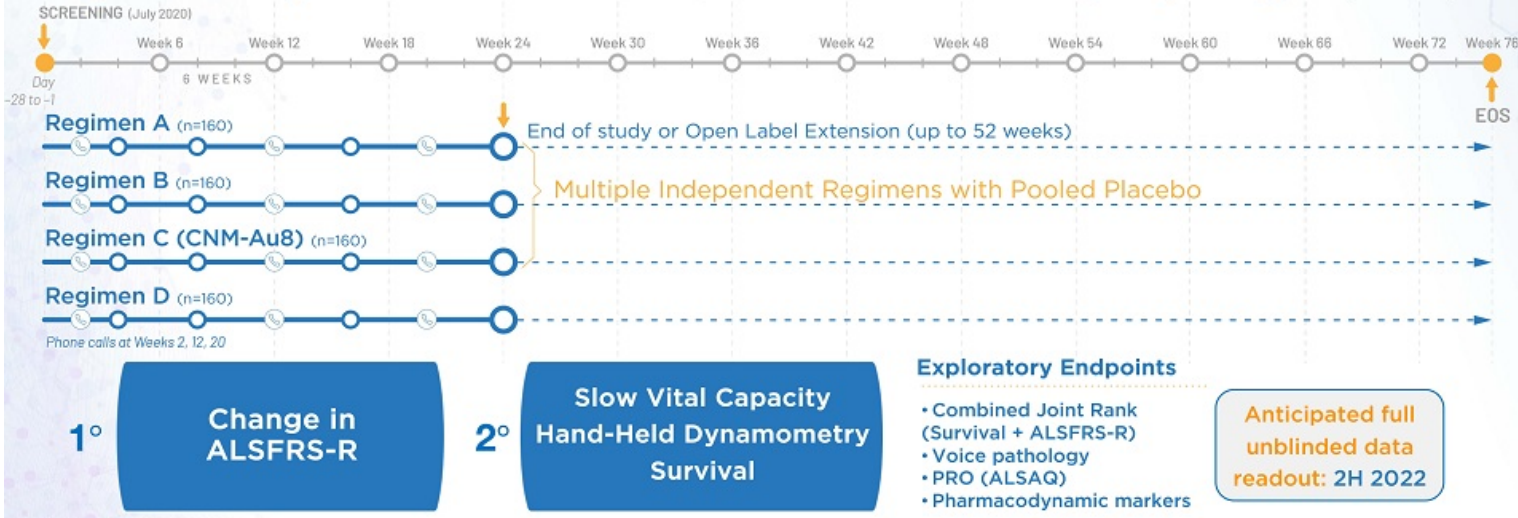 SCREENING (July 2020)
Week 6
Week 12
Week 18
Week 24
Week 30
Week 36
Week 42
Week 48
Week 54
Week 60
Week 66
Week 72
Week 76
Day
-28 to -1
6 WEEKS
EOS
Regimen A (n=160)
End of study or Open Label Extension (up to 52 weeks)
Regimen B (n=160)
Multiple Independent Regimens with Pooled Placebo
Regimen C (CNM-Au8) (n=160)
Regimen D (n=160)
Phone calls at Weeks 2, 12, 20
1°
Change in
ALSFRS-R
2°
Slow Vital Capacity
Hand-Held Dynamometry
Survival
Exploratory Endpoints
• Combined Joint Rank
(Survival + ALSFRS-R)
• Voice pathology
• PRO (ALSAQ)
• Pharmacodynamic markers
Anticipated full
unblinded data
readout: 2H 2022